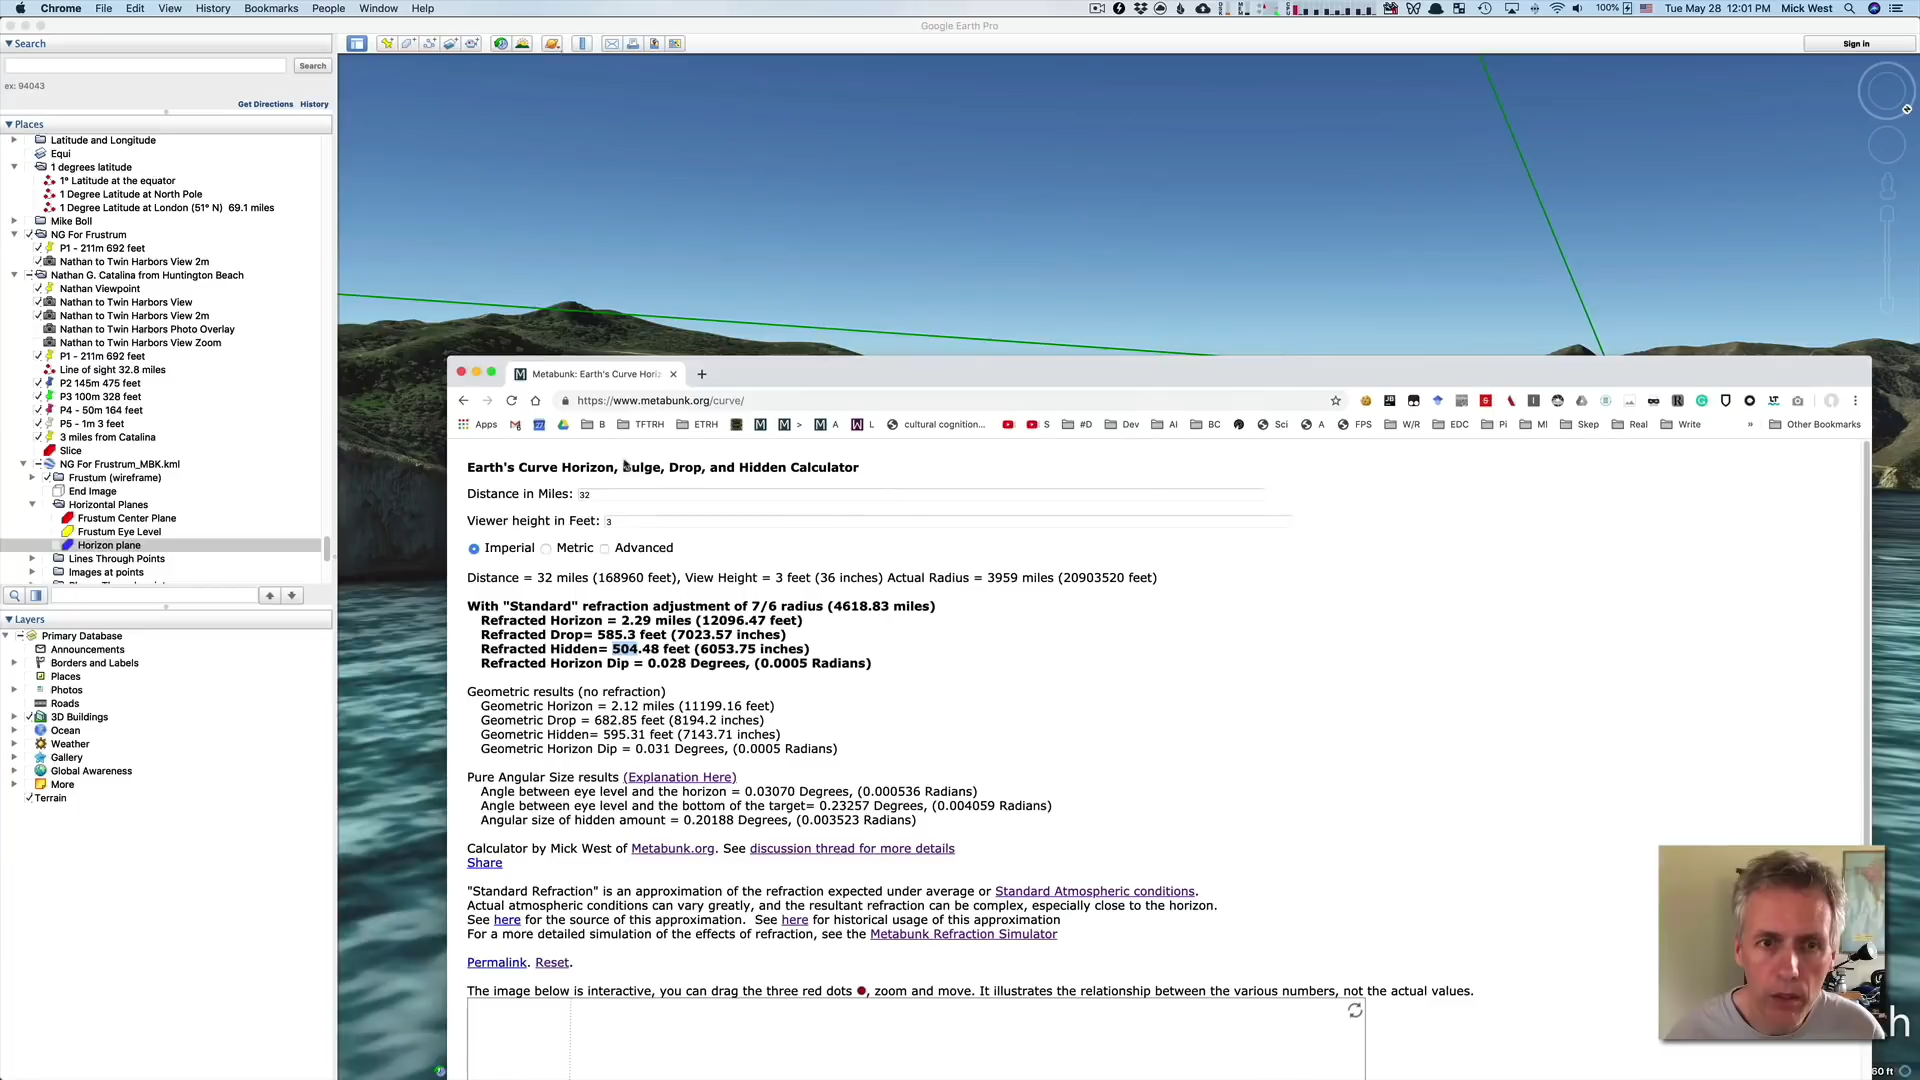 Chrome File Edit View History Bookmarks People Window Help
100% Tue May 28 12:01 PM Mick West
Google Earth Pro
Search
Search
ex: 94043
Get Directions History
Sign in
Places
Latitude and Longitude
Equi
1 degrees latitude
1° Latitude at the equator
1 Degree Latitude at North Pole
1 Degree Latitude at London (51° N) 69.1 miles
Mike Boll
NG For Frustrum
P1 - 211m 692 feet
Nathan to Twin Harbors View 2m
Nathan G. Catalina from Huntington Beach
Nathan Viewpoint
Nathan to Twin Harbors View
Nathan to Twin Harbors View 2m
Nathan to Twin Harbors Photo Overlay
Nathan to Twin Harbors View Zoom
P1 - 211m 692 feet
Line of sight 32.8 miles
P2 145m 475 feet
P3 100m 328 feet
P4 - 50m 164 feet
P5 - 1m 3 feet
3 miles from Catalina
Slice
NG For Frustrum_MBK.kml
Frustum (wireframe)
End Image
Horizontal Planes
Frustum Center Plane
Frustum Eye Level
Horizon plane
Lines Through Points
Images at points
Layers
Primary Database
Announcements
Borders and Labels
Places
Photos
Roads
3D Buildings
Ocean
Weather
Gallery
Global Awareness
More
Terrain
Metabunk: Earth's Curve Horiz
https://www.metabunk.org/curve/
Apps B TFTRH ETRH > A L cultural cognition... S #D Dev AI BC Sci A FPS W/R EDC Pi MI Skep Real Write » Other Bookmarks
Earth's Curve Horizon, Bulge, Drop, and Hidden Calculator
Distance in Miles: 32
Viewer height in Feet: 3
Imperial Metric Advanced
Distance = 32 miles (168960 feet), View Height = 3 feet (36 inches) Actual Radius = 3959 miles (20903520 feet)
With "Standard" refraction adjustment of 7/6 radius (4618.83 miles)
Refracted Horizon = 2.29 miles (12096.47 feet)
Refracted Drop= 585.3 feet (7023.57 inches)
Refracted Hidden= 504.48 feet (6053.75 inches)
Refracted Horizon Dip = 0.028 Degrees, (0.0005 Radians)
Geometric results (no refraction)
Geometric Horizon = 2.12 miles (11199.16 feet)
Geometric Drop = 682.85 feet (8194.2 inches)
Geometric Hidden= 595.31 feet (7143.71 inches)
Geometric Horizon Dip = 0.031 Degrees, (0.0005 Radians)
Pure Angular Size results (Explanation Here)
Angle between eye level and the horizon = 0.03070 Degrees, (0.000536 Radians)
Angle between eye level and the bottom of the target= 0.23257 Degrees, (0.004059 Radians)
Angular size of hidden amount = 0.20188 Degrees, (0.003523 Radians)
Calculator by Mick West of Metabunk.org. See discussion thread for more details
Share
"Standard Refraction" is an approximation of the refraction expected under average or Standard Atmospheric conditions.
Actual atmospheric conditions can vary greatly, and the resultant refraction can be complex, especially close to the horizon.
See here for the source of this approximation. See here for historical usage of this approximation
For a more detailed simulation of the effects of refraction, see the Metabunk Refraction Simulator
Permalink. Reset.
The image below is interactive, you can drag the three red dots , zoom and move. It illustrates the relationship between the various numbers, not the actual values.
h
60 ft